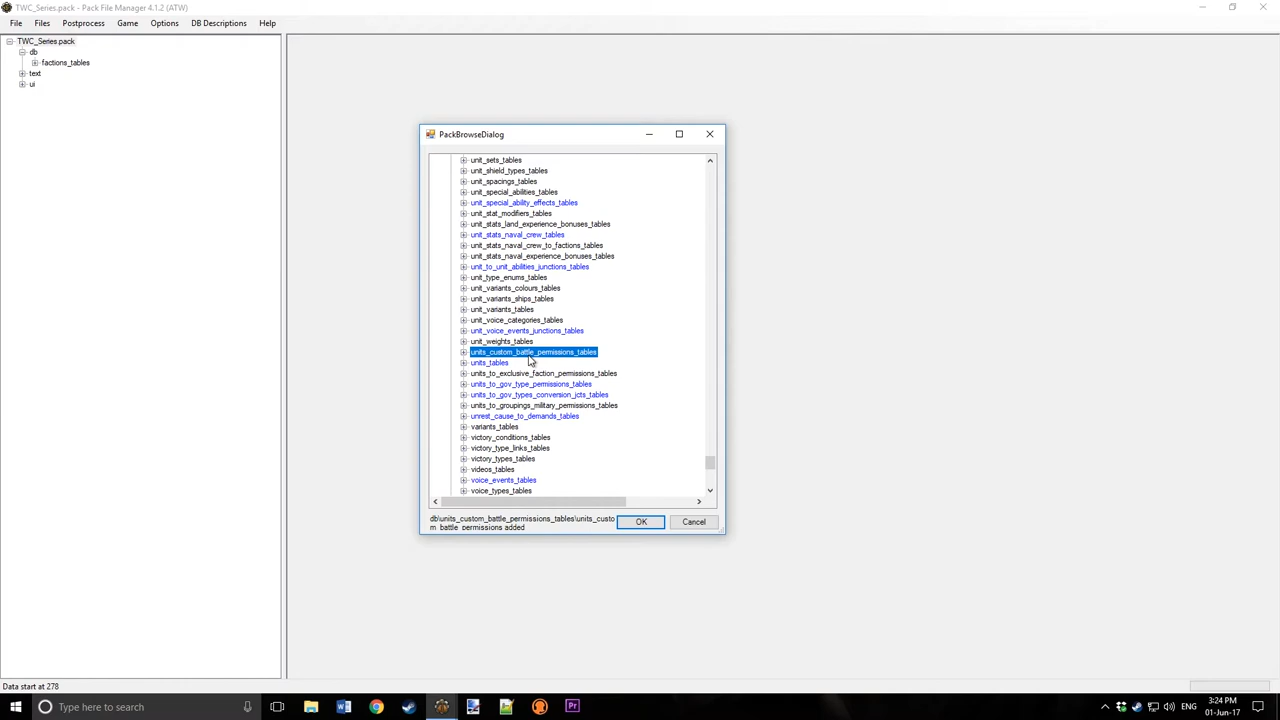 TWC_Series.pack - Pack File Manager 4.1.2 (ATW)
File Files Postprocess Game Options DB Descriptions Help
TWC_Series.pack
db
factions_tables
text
ui
PackBrowseDialog
unit_sets_tables
unit_shield_types_tables
unit_spacings_tables
unit_special_abilities_tables
unit_special_ability_effects_tables
unit_stat_modifiers_tables
unit_stats_land_experience_bonuses_tables
unit_stats_naval_crew_tables
unit_stats_naval_crew_to_factions_tables
unit_stats_naval_experience_bonuses_tables
unit_to_unit_abilities_junctions_tables
unit_type_enums_tables
unit_variants_colours_tables
unit_variants_ships_tables
unit_variants_tables
unit_voice_categories_tables
unit_voice_events_junctions_tables
unit_weights_tables
units_custom_battle_permissions_tables
units_tables
units_to_exclusive_faction_permissions_tables
units_to_gov_type_permissions_tables
units_to_gov_types_conversion_jcts_tables
units_to_groupings_military_permissions_tables
unrest_cause_to_demands_tables
variants_tables
victory_conditions_tables
victory_type_links_tables
victory_types_tables
videos_tables
voice_events_tables
voice_types_tables
db\units_custom_battle_permissions_tables\units_custo
m_battle_permissions added
OK Cancel
Data start at 278
Type here to search
3:24 PM
01-Jun-17